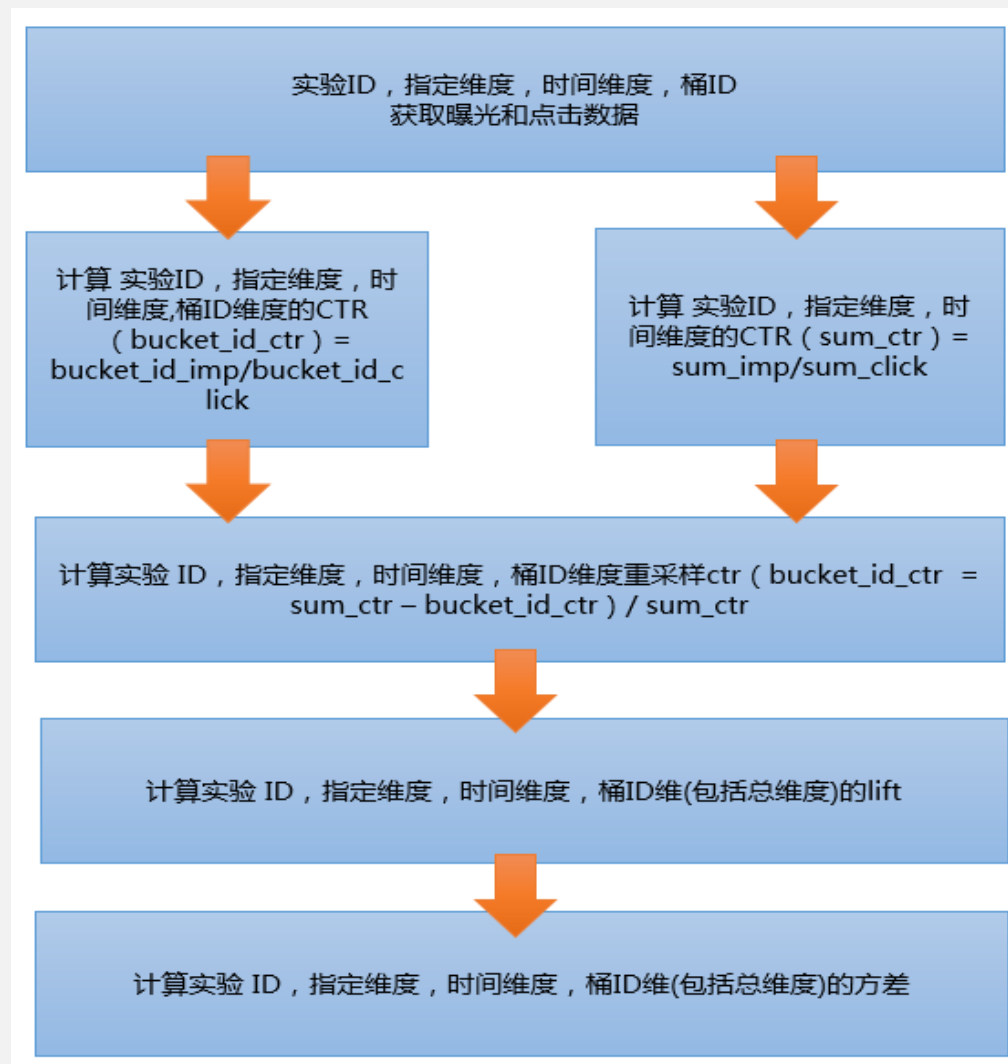 实验ID，指定维度，时间维度，桶ID
获取曝光和点击数据
计算 实验ID，指定维度，时
间维度,桶ID维度的CTR
（bucket_id_ctr）=
bucket_id_imp/bucket_id_c
lick
计算 实验ID，指定维度，时
间维度的CTR（sum_ctr）=
sum_imp/sum_click
计算实验 ID，指定维度，时间维度，桶ID维度重采样ctr（bucket_id_ctr =
sum_ctr – bucket_id_ctr）/ sum_ctr
计算实验 ID，指定维度，时间维度，桶ID维(包括总维度)的lift
计算实验 ID，指定维度，时间维度，桶ID维(包括总维度)的方差